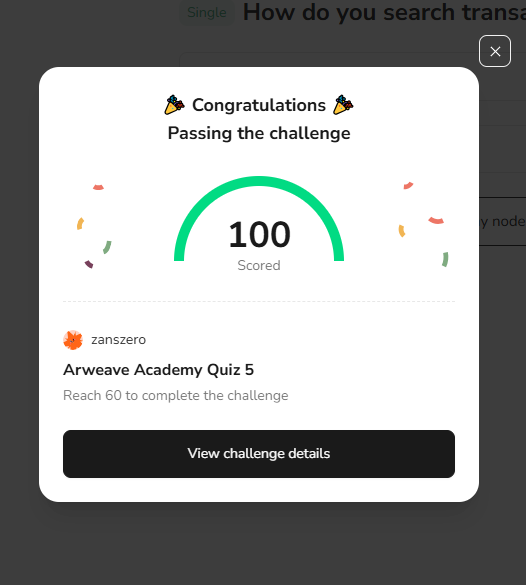 Single How do you search transa
🎉 Congratulations 🎉
Passing the challenge
y node
100
Scored
zanszero
Arweave Academy Quiz 5
Reach 60 to complete the challenge
View challenge details